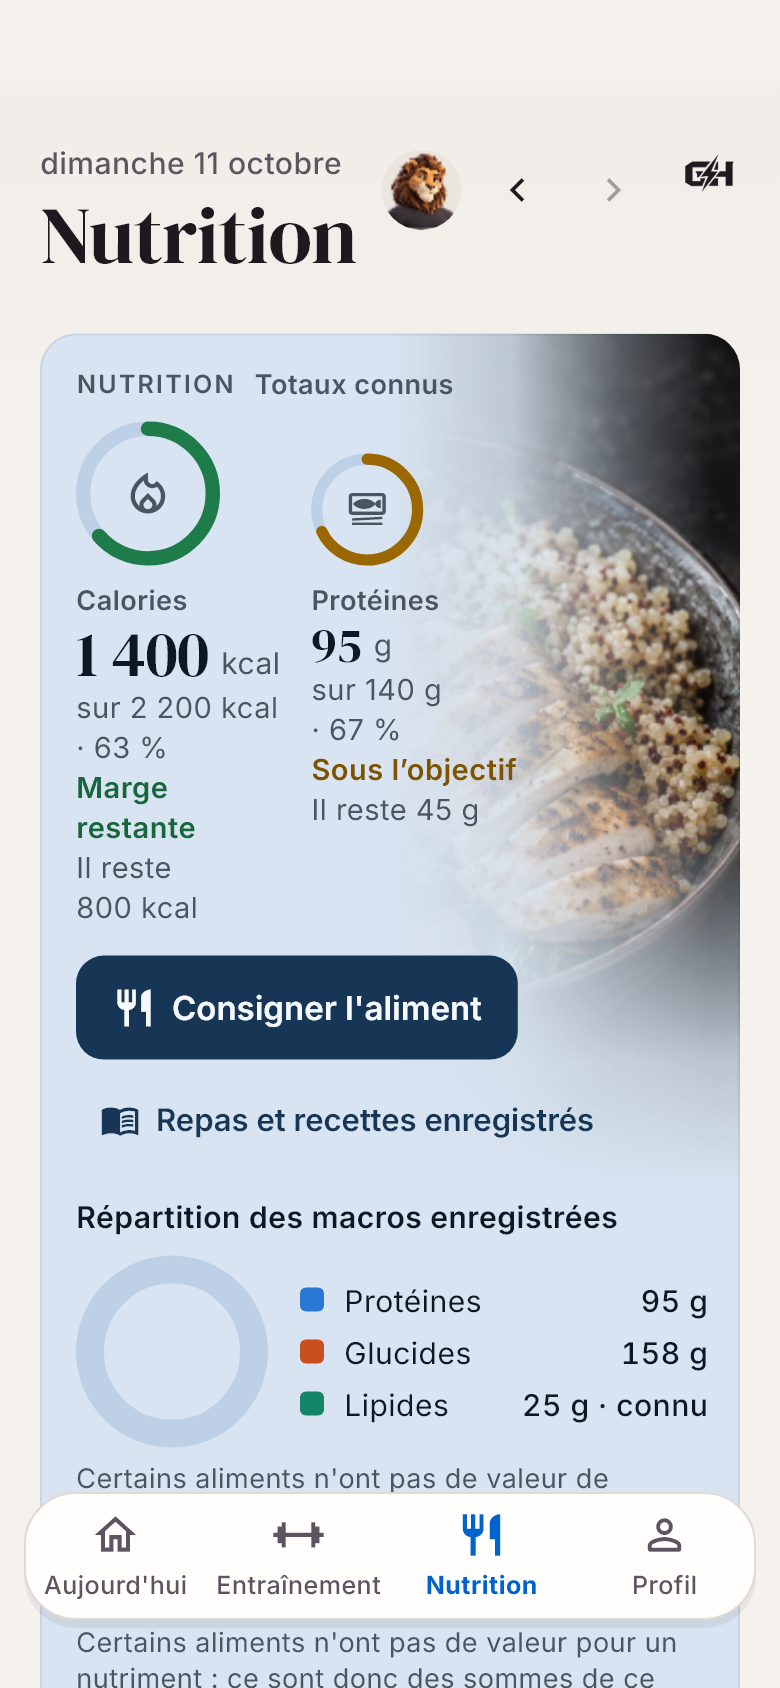 dimanche 11 octobre
Nutrition
GH
NUTRITION Totaux connus
Calories
1 400 kcal
sur 2 200 kcal
· 63 %
Marge
restante
Il reste
800 kcal
Protéines
95 g
sur 140 g
· 67 %
Sous l’objectif
Il reste 45 g
Consigner l'aliment
Repas et recettes enregistrés
Répartition des macros enregistrées
Protéines 95 g
Glucides 158 g
Lipides 25 g · connu
Certains aliments n'ont pas de valeur de
Aujourd'hui
Entraînement
Nutrition
Profil
Certains aliments n'ont pas de valeur pour un
nutriment : ce sont donc des sommes de ce